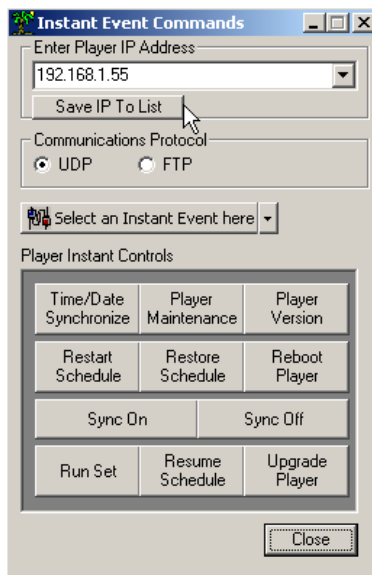 Instant Event Commands
Enter Player IP Address
192.168.1.55
Save IP To List
Communications Protocol
UDP FTP
Select an Instant Event here
Player Instant Controls
Time/Date
Synchronize
Player
Maintenance
Player
Version
Restart
Schedule
Restore
Schedule
Reboot
Player
Sync On
Sync Off
Run Set
Resume
Schedule
Upgrade
Player
Close